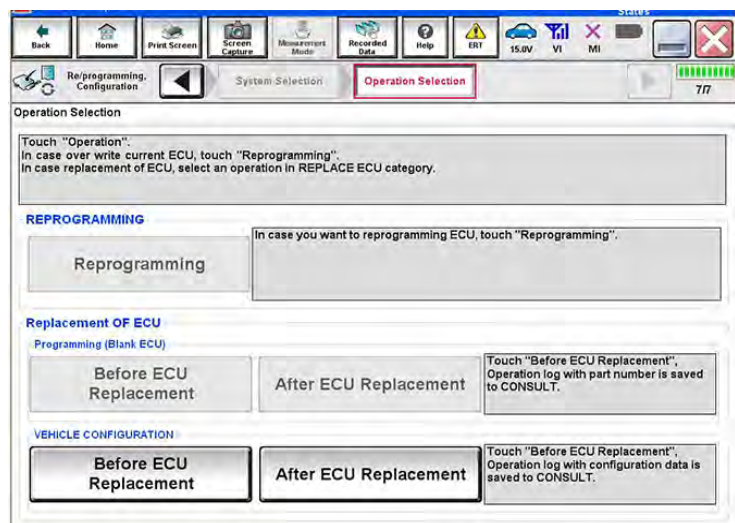 States
Back
Home
Print Screen
Screen
Capture
Measurement
Mode
Recorded
Data
Help
ERT
15.0V
VI
MI
Re/programming,
Configuration
System Selection
Operation Selection
7/7
Operation Selection
Touch "Operation".
In case over write current ECU, touch "Reprogramming".
In case replacement of ECU, select an operation in REPLACE ECU category.
REPROGRAMMING
Reprogramming
In case you want to reprogramming ECU, touch "Reprogramming".
Replacement OF ECU
Programming (Blank ECU)
Before ECU
Replacement
After ECU Replacement
Touch "Before ECU Replacement",
Operation log with part number is saved
to CONSULT.
VEHICLE CONFIGURATION
Before ECU
Replacement
After ECU Replacement
Touch "Before ECU Replacement",
Operation log with configuration data is
saved to CONSULT.